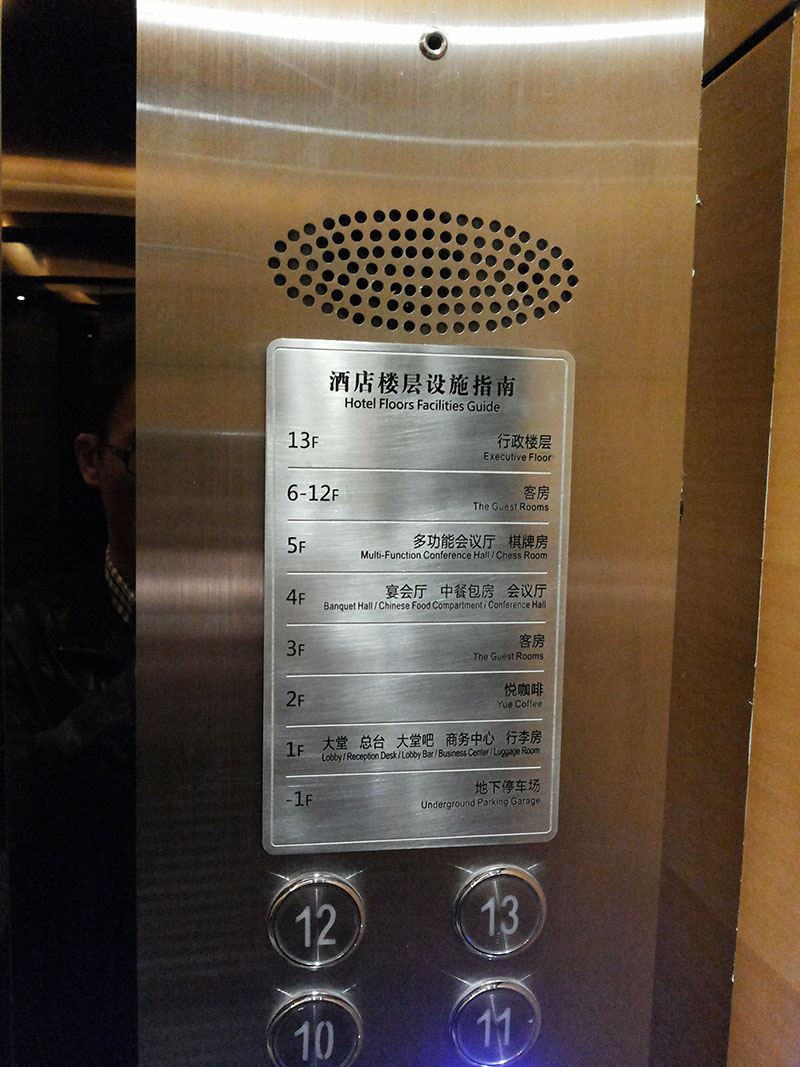 酒店楼层设施指南
Hotel Floors Facilities Guide
13F 行政楼层
Executive Floor
6-12F 客房
The Guest Rooms
5F 多功能会议厅 棋牌房
Multi-Function Conference Hall / Chess Room
4F 宴会厅 中餐包房 会议厅
Banquet Hall / Chinese Food Compartment / Conference Hall
3F 客房
The Guest Rooms
2F 悦咖啡
Yue Coffee
1F 大堂 总台 大堂吧 商务中心 行李房
Lobby / Reception Desk / Lobby Bar / Business Center / Luggage Room
-1F 地下停车场
Underground Parking Garage
12 13
10 11